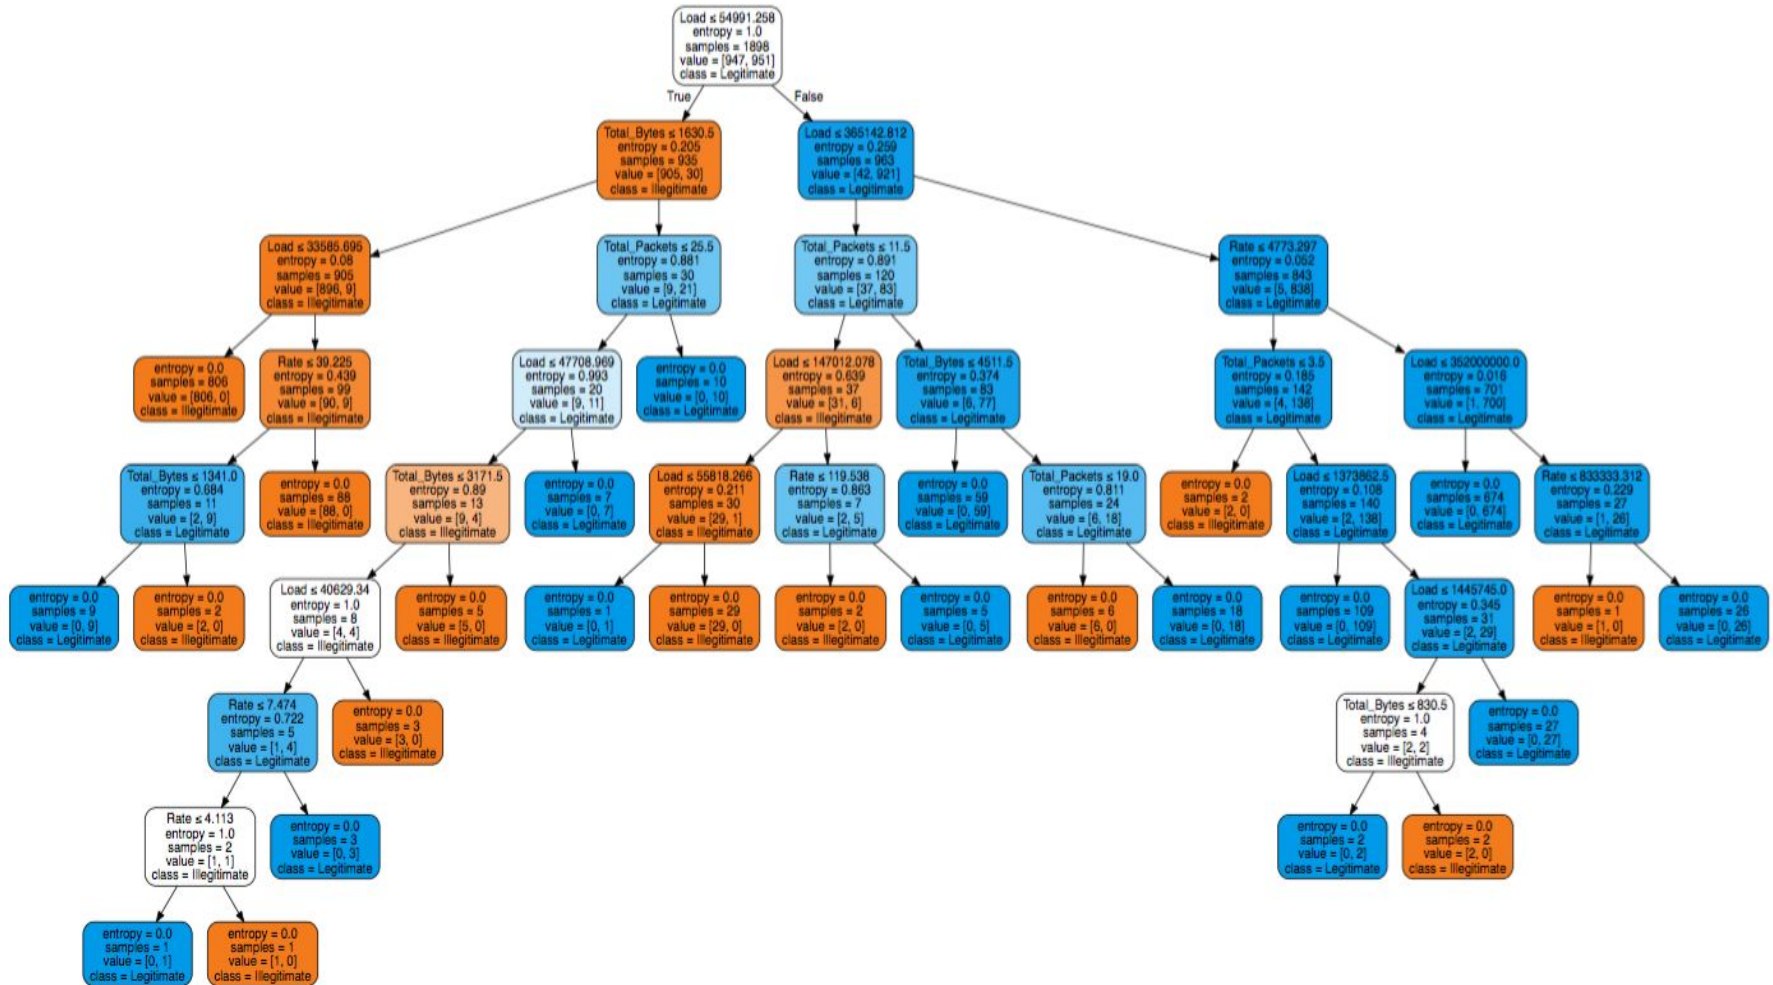 Load ≤ 54991.258
entropy = 1.0
samples = 1898
value = [947, 951]
class = Legitimate
True
False
Total_Bytes ≤ 1630.5
entropy = 0.205
samples = 935
value = [905, 30]
class = Illegitimate
Load ≤ 365142.812
entropy = 0.259
samples = 963
value = [42, 921]
class = Legitimate
Load ≤ 33585.695
entropy = 0.08
samples = 905
value = [896, 9]
class = Illegitimate
Total_Packets ≤ 25.5
entropy = 0.881
samples = 30
value = [9, 21]
class = Legitimate
Total_Packets ≤ 11.5
entropy = 0.891
samples = 120
value = [37, 83]
class = Legitimate
Rate ≤ 4773.297
entropy = 0.052
samples = 843
value = [5, 838]
class = Legitimate
entropy = 0.0
samples = 806
value = [806, 0]
class = Illegitimate
Rate ≤ 39.225
entropy = 0.439
samples = 99
value = [90, 9]
class = Illegitimate
Load ≤ 47708.969
entropy = 0.993
samples = 20
value = [9, 11]
class = Legitimate
entropy = 0.0
samples = 10
value = [0, 10]
class = Legitimate
Load ≤ 147012.078
entropy = 0.639
samples = 37
value = [31, 6]
class = Illegitimate
Total_Bytes ≤ 4511.5
entropy = 0.374
samples = 83
value = [6, 77]
class = Legitimate
Total_Packets ≤ 3.5
entropy = 0.185
samples = 142
value = [4, 138]
class = Legitimate
Load ≤ 352000000.0
entropy = 0.016
samples = 701
value = [1, 700]
class = Legitimate
Total_Bytes ≤ 1341.0
entropy = 0.684
samples = 11
value = [2, 9]
class = Legitimate
entropy = 0.0
samples = 88
value = [88, 0]
class = Illegitimate
Total_Bytes ≤ 3171.5
entropy = 0.89
samples = 13
value = [9, 4]
class = Illegitimate
entropy = 0.0
samples = 7
value = [0, 7]
class = Legitimate
Load ≤ 55818.266
entropy = 0.211
samples = 30
value = [29, 1]
class = Illegitimate
Rate ≤ 119.538
entropy = 0.863
samples = 7
value = [2, 5]
class = Legitimate
entropy = 0.0
samples = 59
value = [0, 59]
class = Legitimate
Total_Packets ≤ 19.0
entropy = 0.811
samples = 24
value = [6, 18]
class = Legitimate
entropy = 0.0
samples = 2
value = [2, 0]
class = Illegitimate
Load ≤ 1373862.5
entropy = 0.108
samples = 140
value = [2, 138]
class = Legitimate
entropy = 0.0
samples = 674
value = [0, 674]
class = Legitimate
Rate ≤ 833333.312
entropy = 0.229
samples = 27
value = [1, 26]
class = Legitimate
entropy = 0.0
samples = 9
value = [0, 9]
class = Legitimate
entropy = 0.0
samples = 2
value = [2, 0]
class = Illegitimate
Load ≤ 40629.34
entropy = 1.0
samples = 8
value = [4, 4]
class = Illegitimate
entropy = 0.0
samples = 5
value = [5, 0]
class = Illegitimate
entropy = 0.0
samples = 1
value = [0, 1]
class = Legitimate
entropy = 0.0
samples = 29
value = [29, 0]
class = Illegitimate
entropy = 0.0
samples = 2
value = [2, 0]
class = Illegitimate
entropy = 0.0
samples = 5
value = [0, 5]
class = Legitimate
entropy = 0.0
samples = 6
value = [6, 0]
class = Illegitimate
entropy = 0.0
samples = 18
value = [0, 18]
class = Legitimate
entropy = 0.0
samples = 109
value = [0, 109]
class = Legitimate
Load ≤ 1445745.0
entropy = 0.345
samples = 31
value = [2, 29]
class = Legitimate
entropy = 0.0
samples = 1
value = [1, 0]
class = Illegitimate
entropy = 0.0
samples = 26
value = [0, 26]
class = Legitimate
Rate ≤ 7.474
entropy = 0.722
samples = 5
value = [1, 4]
class = Legitimate
entropy = 0.0
samples = 3
value = [3, 0]
class = Illegitimate
Total_Bytes ≤ 830.5
entropy = 1.0
samples = 4
value = [2, 2]
class = Illegitimate
entropy = 0.0
samples = 27
value = [0, 27]
class = Legitimate
Rate ≤ 4.113
entropy = 1.0
samples = 2
value = [1, 1]
class = Illegitimate
entropy = 0.0
samples = 3
value = [0, 3]
class = Legitimate
entropy = 0.0
samples = 2
value = [0, 2]
class = Legitimate
entropy = 0.0
samples = 2
value = [2, 0]
class = Illegitimate
entropy = 0.0
samples = 1
value = [0, 1]
class = Legitimate
entropy = 0.0
samples = 1
value = [1, 0]
class = Illegitimate